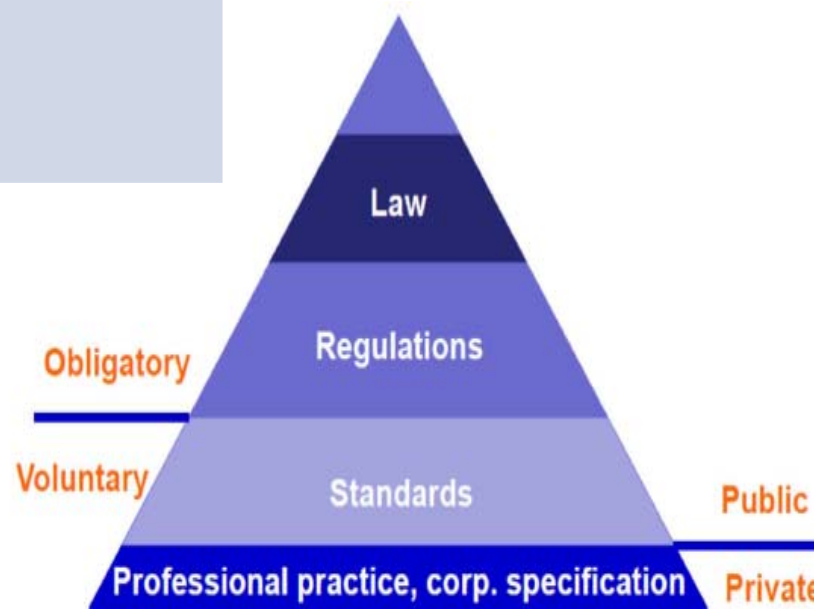 Law
Regulations
Obligatory
Voluntary
Standards
Public
Professional practice, corp. specification
Private